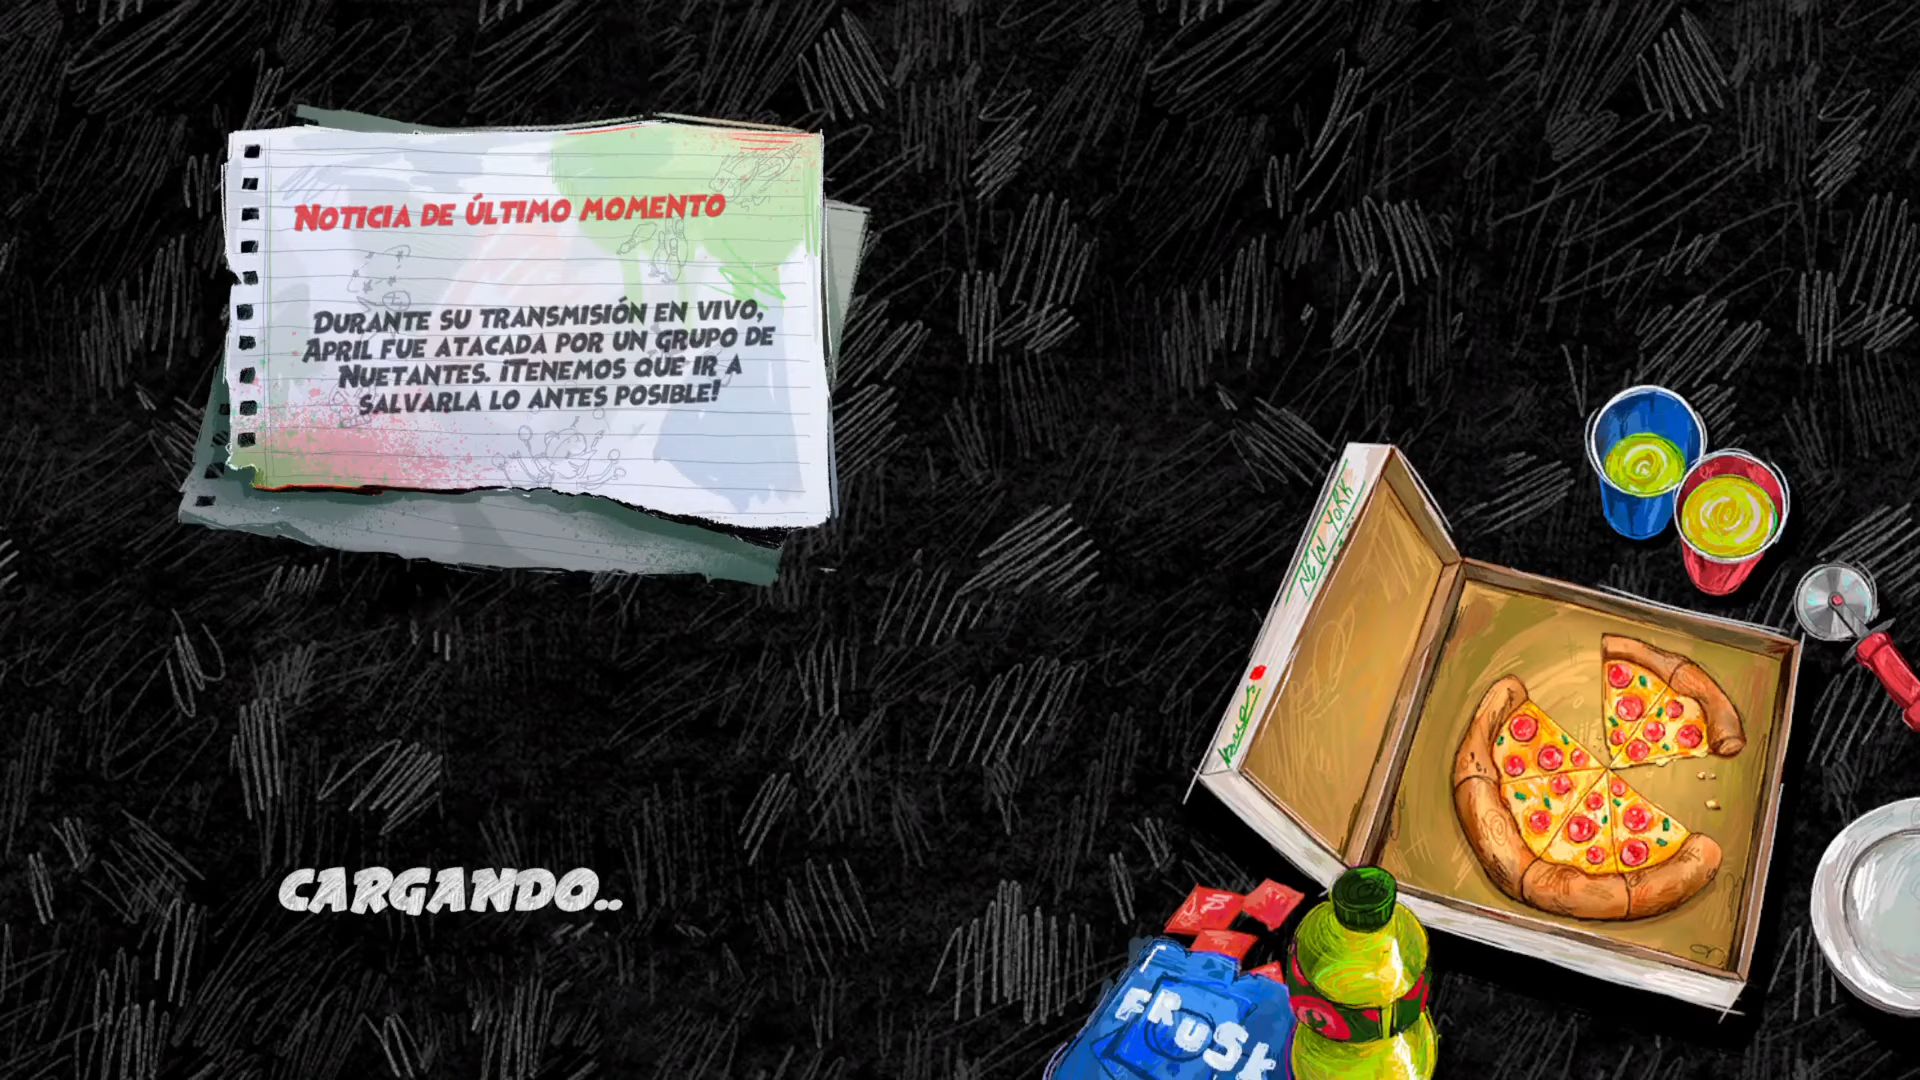 NOTICIA DE ÚLTIMO MOMENTO
DURANTE SU TRANSMISIÓN EN VIVO,
APRIL FUE ATACADA POR UN GRUPO DE
NUETANTES. ¡TENEMOS QUE IR A
SALVARLA LO ANTES POSIBLE!
NEW YORK
CARGANDO..
FRUSK